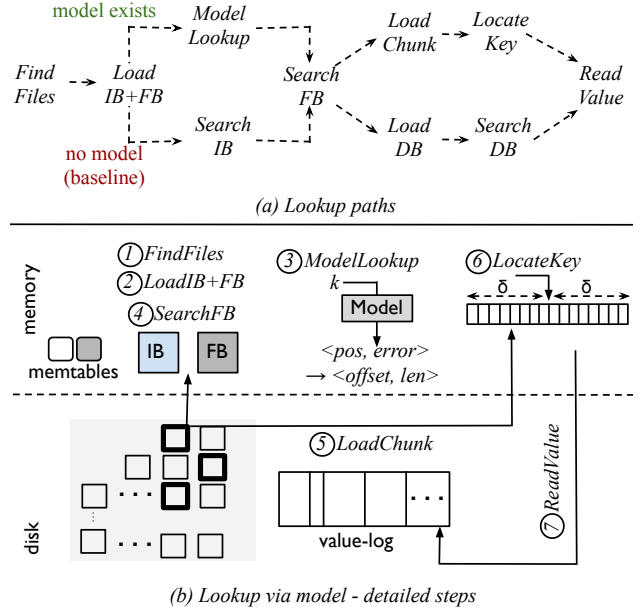 model exists
Model
Lookup
Load
Chunk
Locate
Key
Find
Files
Load
IB+FB
Search
FB
Read
Value
Search
IB
Load
DB
Search
DB
no model
(baseline)
(a) Lookup paths
memory
1 FindFiles
2 LoadIB+FB
4 SearchFB
memtables
IB
FB
3 ModelLookup
k
Model
<pos, error>
→ <offset, len>
6 LocateKey
δ δ
disk
5 LoadChunk
...
value-log
7 ReadValue
... 
...
(b) Lookup via model - detailed steps